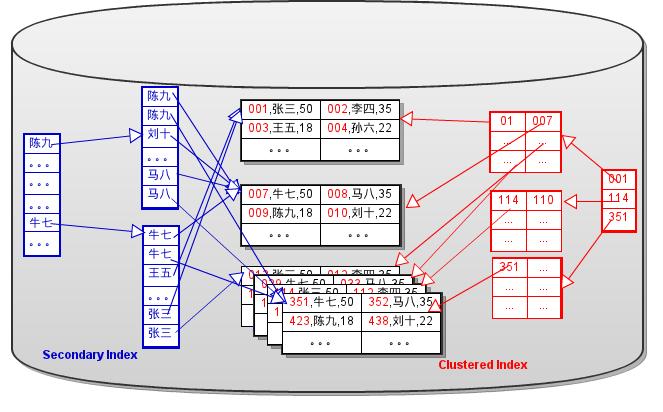 陈九
。。。
。。。
。。。
牛七
。。。
陈九
陈九
刘十
。。。
马八
马八
牛七
牛七
王五
。。。
张三
张三
001,张三,50 002,李四,35
003,王五,18 004,孙六,22
。。。 。。。
007,牛七,50 008,马八,35
009,陈九,18 010,刘十,22
。。。 。。。
351,牛七,50 352,马八,35
423,陈九,18 438,刘十,22
。。。 。。。
01 007
... ...
... ...
114 110
... ...
... ...
351 ...
... ...
... ...
001
114
351
Secondary Index
Clustered Index